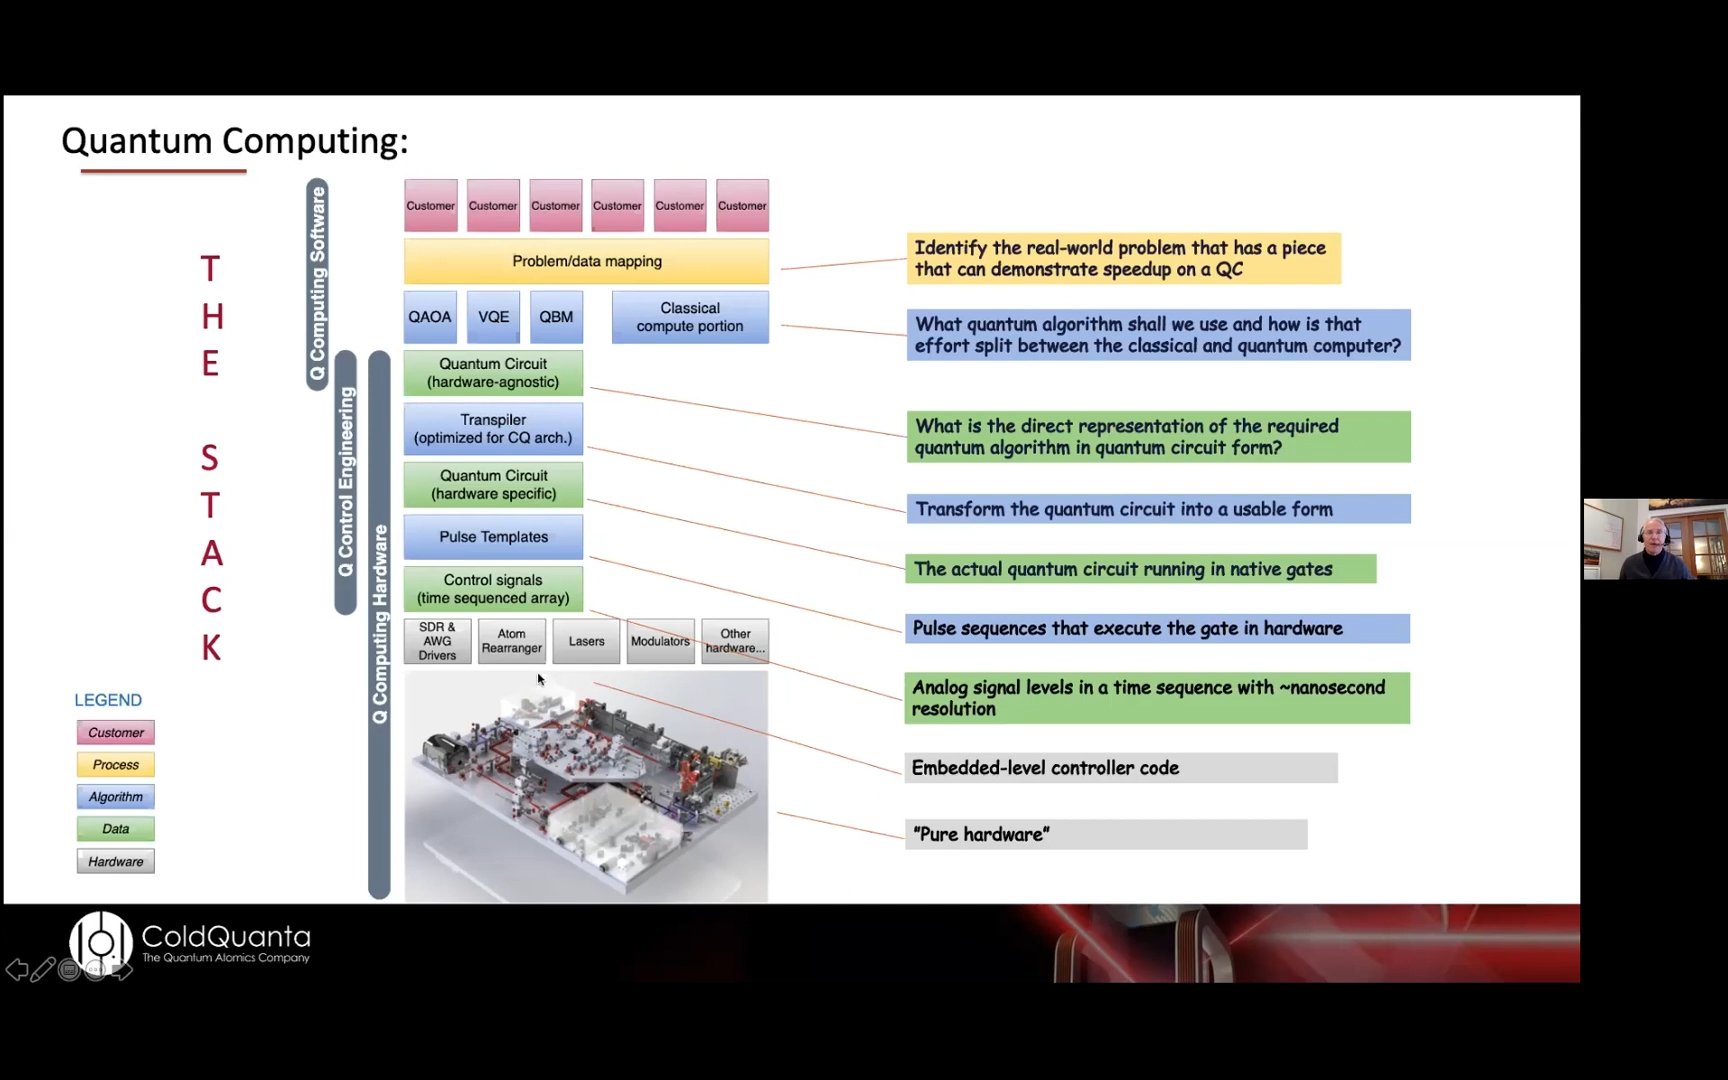 Quantum Computing:
THE STACK
Q Computing Software
Q Control Engineering
Q Computing Hardware
Customer
Customer
Customer
Customer
Customer
Customer
Problem/data mapping
QAOA
VQE
QBM
Classical
compute portion
Quantum Circuit
(hardware-agnostic)
Transpiler
(optimized for CQ arch.)
Quantum Circuit
(hardware specific)
Pulse Templates
Control signals
(time sequenced array)
SDR &
AWG
Drivers
Atom
Rearranger
Lasers
Modulators
Other
hardware...
Identify the real-world problem that has a piece
that can demonstrate speedup on a QC
What quantum algorithm shall we use and how is that
effort split between the classical and quantum computer?
What is the direct representation of the required
quantum algorithm in quantum circuit form?
Transform the quantum circuit into a usable form
The actual quantum circuit running in native gates
Pulse sequences that execute the gate in hardware
Analog signal levels in a time sequence with ~nanosecond
resolution
Embedded-level controller code
"Pure hardware"
LEGEND
Customer
Process
Algorithm
Data
Hardware
ColdQuanta
The Quantum Atomics Company